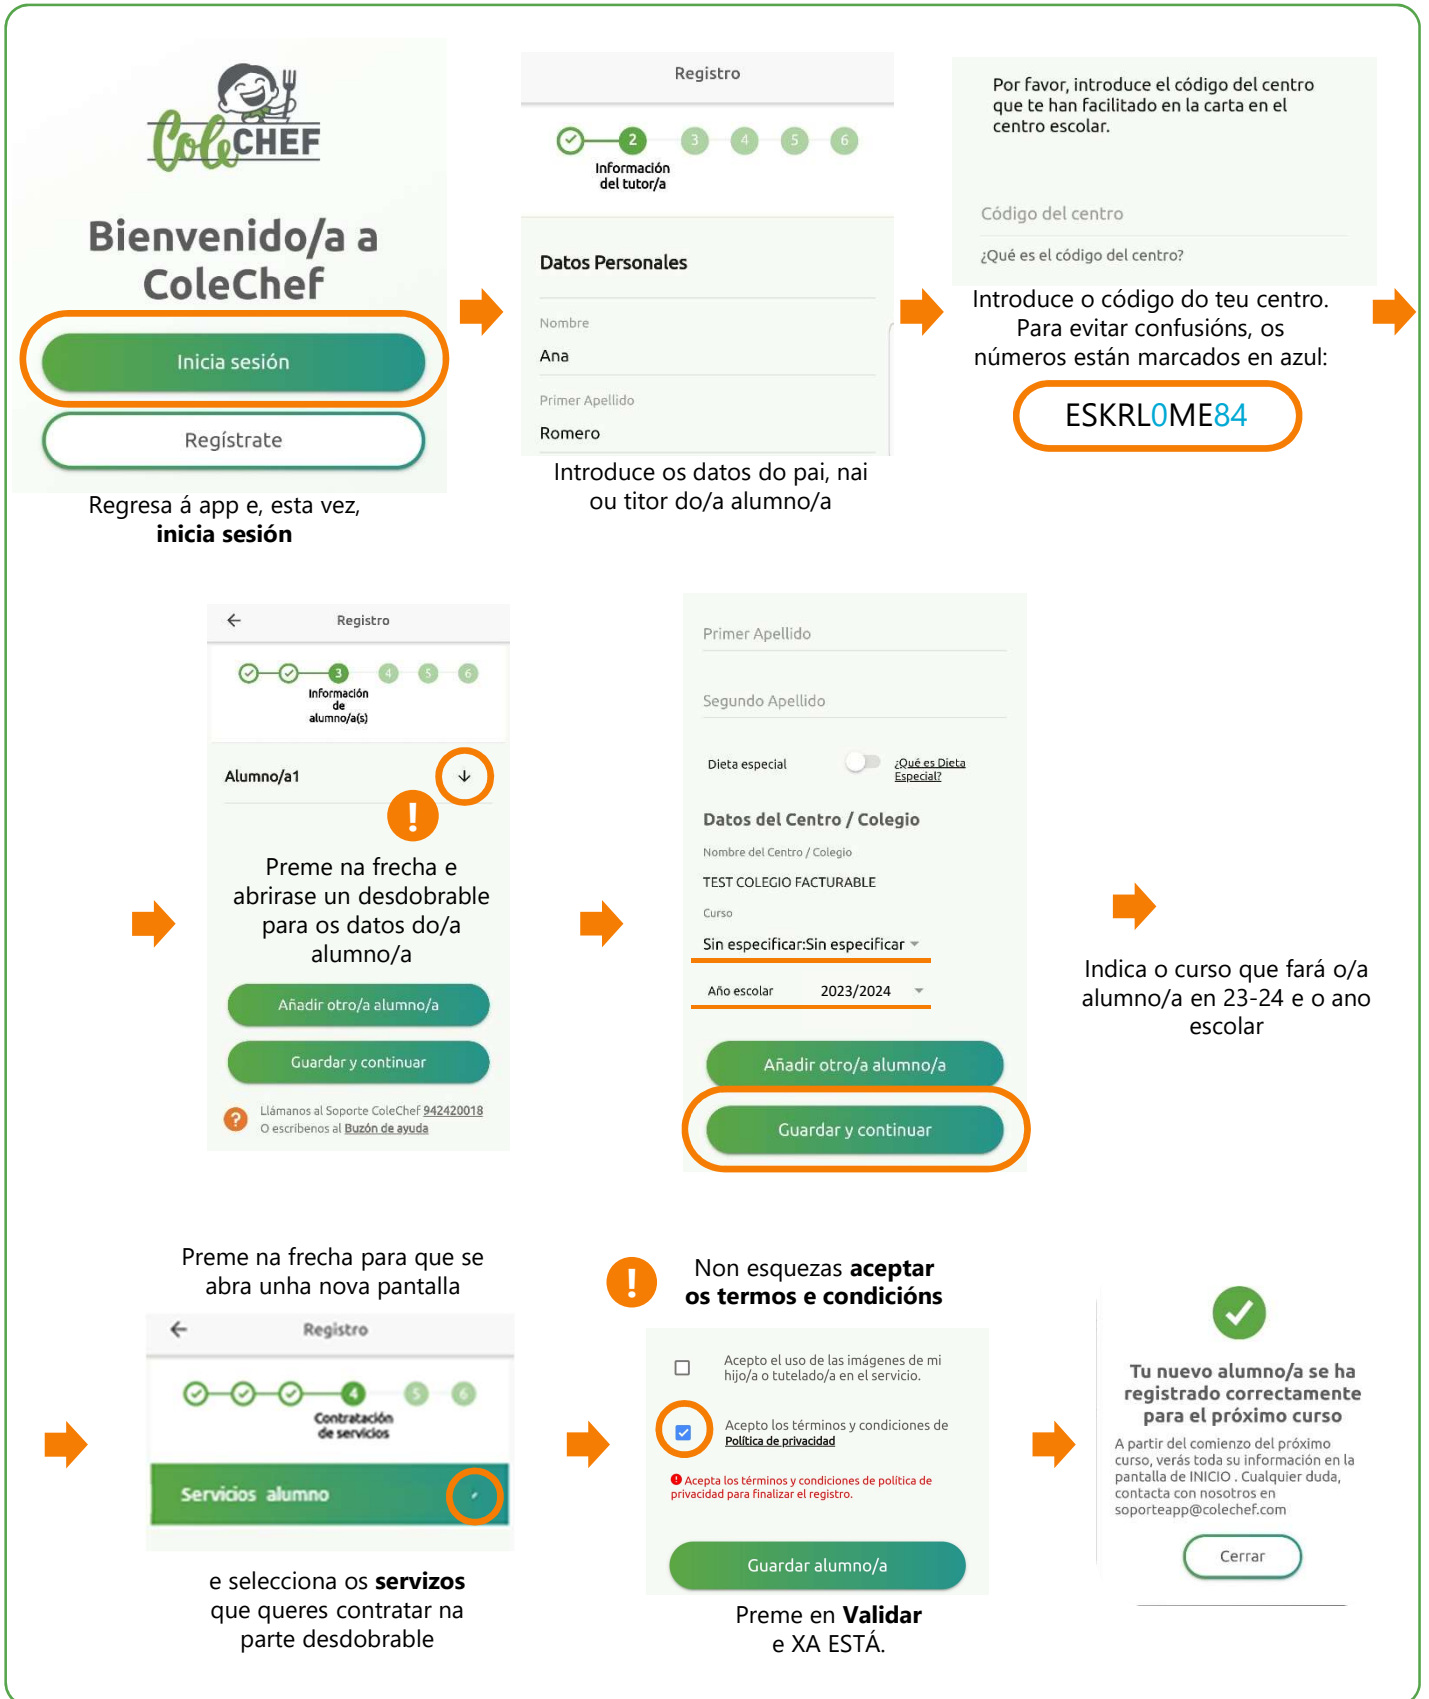 ColeCHEF
Bienvenido/a a
ColeChef
Inicia sesión
Regístrate
Regresa á app e, esta vez,
inicia sesión
Registro
2 3 4 5 6
Información
del tutor/a
Datos Personales
Nombre
Ana
Primer Apellido
Romero
Introduce os datos do pai, nai
ou titor do/a alumno/a
Por favor, introduce el código del centro
que te han facilitado en la carta en el
centro escolar.
Código del centro
¿Qué es el código del centro?
Introduce o código do teu centro.
Para evitar confusións, os
números están marcados en azul:
ESKRL0ME84
Registro
3 4 5 6
Información
de
alumno/a(s)
Alumno/a1
!
Preme na frecha e
abrirase un desdobrable
para os datos do/a
alumno/a
Añadir otro/a alumno/a
Guardar y continuar
?
Llámanos al Soporte ColeChef 942420018
O escribenos al Buzón de ayuda
Primer Apellido
Segundo Apellido
Dieta especial
¿Qué es Dieta
Especial?
Datos del Centro / Colegio
Nombre del Centro / Colegio
TEST COLEGIO FACTURABLE
Curso
Sin especificar:Sin especificar
Año escolar 2023/2024
Añadir otro/a alumno/a
Guardar y continuar
Indica o curso que fará o/a
alumno/a en 23-24 e o ano
escolar
Preme na frecha para que se
abra unha nova pantalla
Registro
4 5 6
Contratación
de servicios
Servicios alumno
e selecciona os servizos
que queres contratar na
parte desdobrable
!
Non esquezas aceptar
os termos e condicións
Acepto el uso de las imágenes de mi
hijo/a o tutelado/a en el servicio.
Acepto los términos y condiciones de
Política de privacidad
! Acepta los términos y condiciones de política de
privacidad para finalizar el registro.
Guardar alumno/a
Preme en Validar
e XA ESTÁ.
Tu nuevo alumno/a se ha
registrado correctamente
para el próximo curso
A partir del comienzo del próximo
curso, verás toda su información en la
pantalla de INICIO . Cualquier duda,
contacta con nosotros en
soporteapp@colechef.com
Cerrar